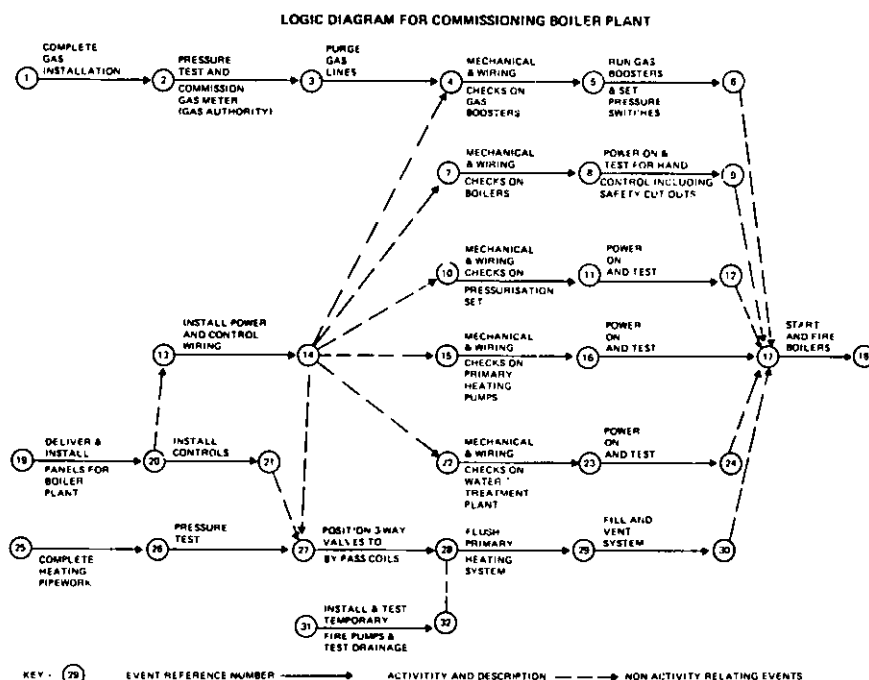 LOGIC DIAGRAM FOR COMMISSIONING BOILER PLANT
COMPLETE
GAS
INSTALLATION
PRESSURE
TEST AND
COMMISSION
GAS METER
(GAS AUTHORITY)
PURGE
GAS
LINES
MECHANICAL
& WIRING
CHECKS ON
GAS
BOOSTERS
RUN GAS
BOOSTERS
& SET
PRESSURE
SWITCHES
1
2
3
4
5
6
MECHANICAL
& WIRING
CHECKS ON
BOILERS
POWER ON &
TEST FOR HAND
CONTROL INCLUDING
SAFETY CUT OUTS
7
8
9
MECHANICAL
& WIRING
CHECKS ON
PRESSURISATION
SET
POWER
ON
AND TEST
10
11
12
INSTALL POWER
AND CONTROL
WIRING
MECHANICAL
& WIRING
CHECKS ON
PRIMARY
HEATING
PUMPS
POWER
ON
AND TEST
START
AND FIRE
BOILERS
13
14
15
16
17
18
DELIVER &
INSTALL
PANELS FOR
BOILER
PLANT
INSTALL
CONTROLS
MECHANICAL
& WIRING
CHECKS ON
WATER
TREATMENT
PLANT
POWER
ON
AND TEST
19
20
21
22
23
24
COMPLETE
HEATING
PIPEWORK
PRESSURE
TEST
POSITION 3-WAY
VALVES TO
BY PASS COILS
FLUSH
PRIMARY
HEATING
SYSTEM
FILL AND
VENT
SYSTEM
25
26
27
28
29
30
INSTALL & TEST
TEMPORARY
FIRE PUMPS &
TEST DRAINAGE
31
32
KEY - 29 EVENT REFERENCE NUMBER ACTIVITITY AND DESCRIPTION NON ACTIVITY RELATING EVENTS